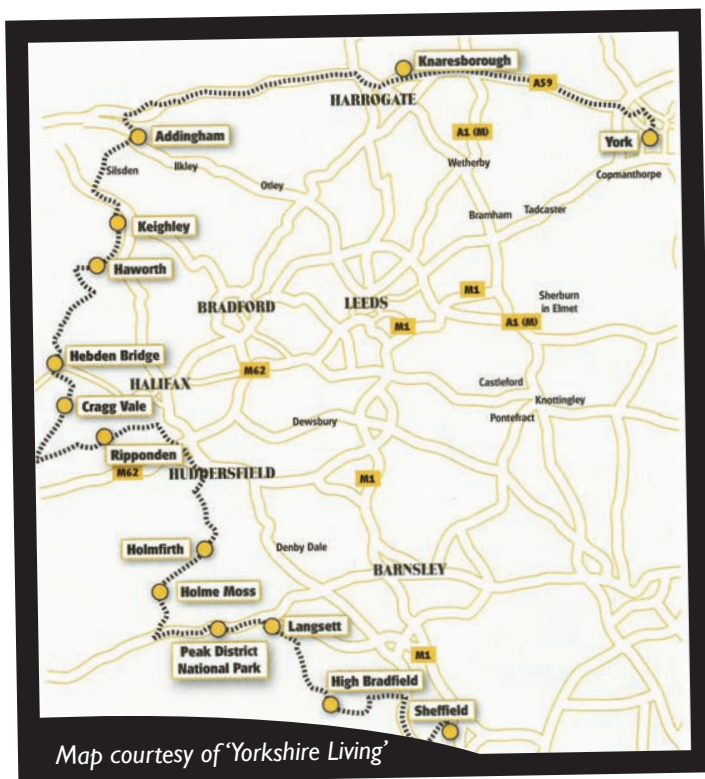 Knaresborough
A59
HARROGATE
A1 (M)
York
Addingham
Wetherby
Ilkley
Silsden
Copmanthorpe
Otley
Tadcaster
Bramham
Keighley
Haworth
M1
Sherburn
in Elmet
BRADFORD
LEEDS
M1
A1 (M)
Hebden Bridge
M62
HALIFAX
Castleford
Knottingley
Cragg Vale
Dewsbury
Pontefract
Ripponden
M62
HUDDERSFIELD
M1
Holmfirth
Denby Dale
BARNSLEY
Holme Moss
Langsett
Peak District
National Park
M1
High Bradfield
Sheffield
Map courtesy of ‘Yorkshire Living’